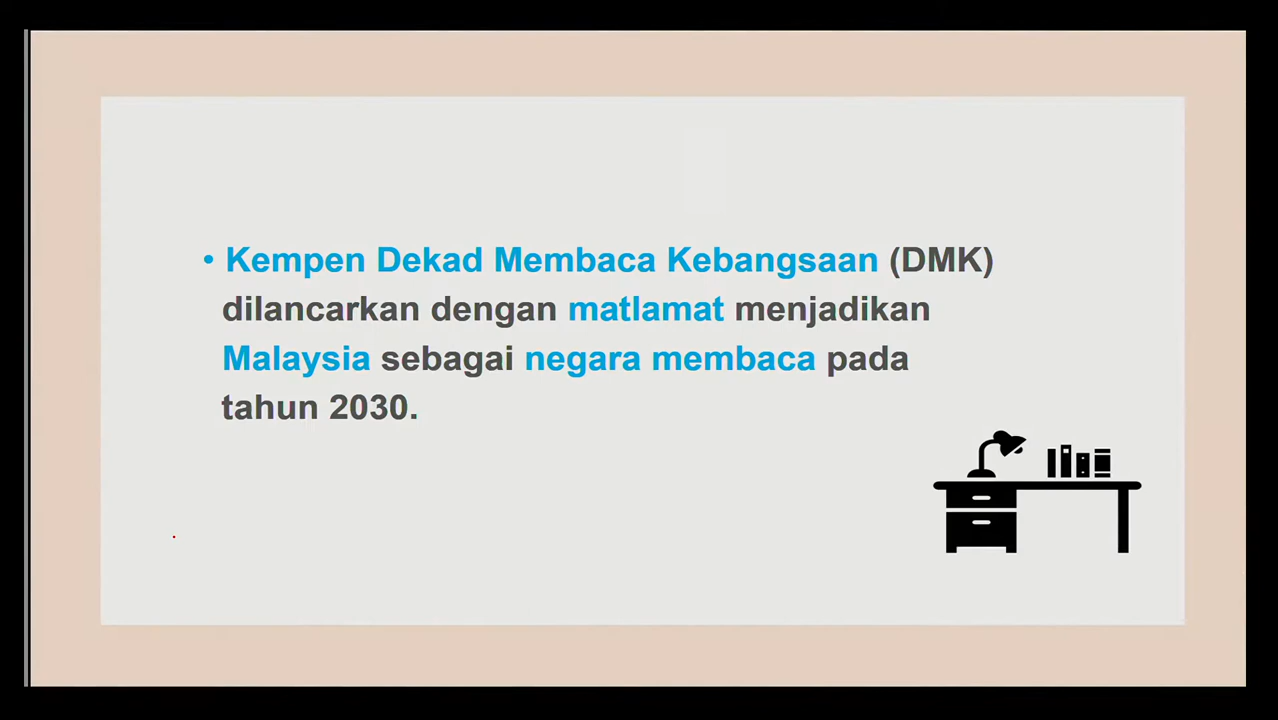 • Kempen Dekad Membaca Kebangsaan (DMK)
dilancarkan dengan matlamat menjadikan
Malaysia sebagai negara membaca pada
tahun 2030.